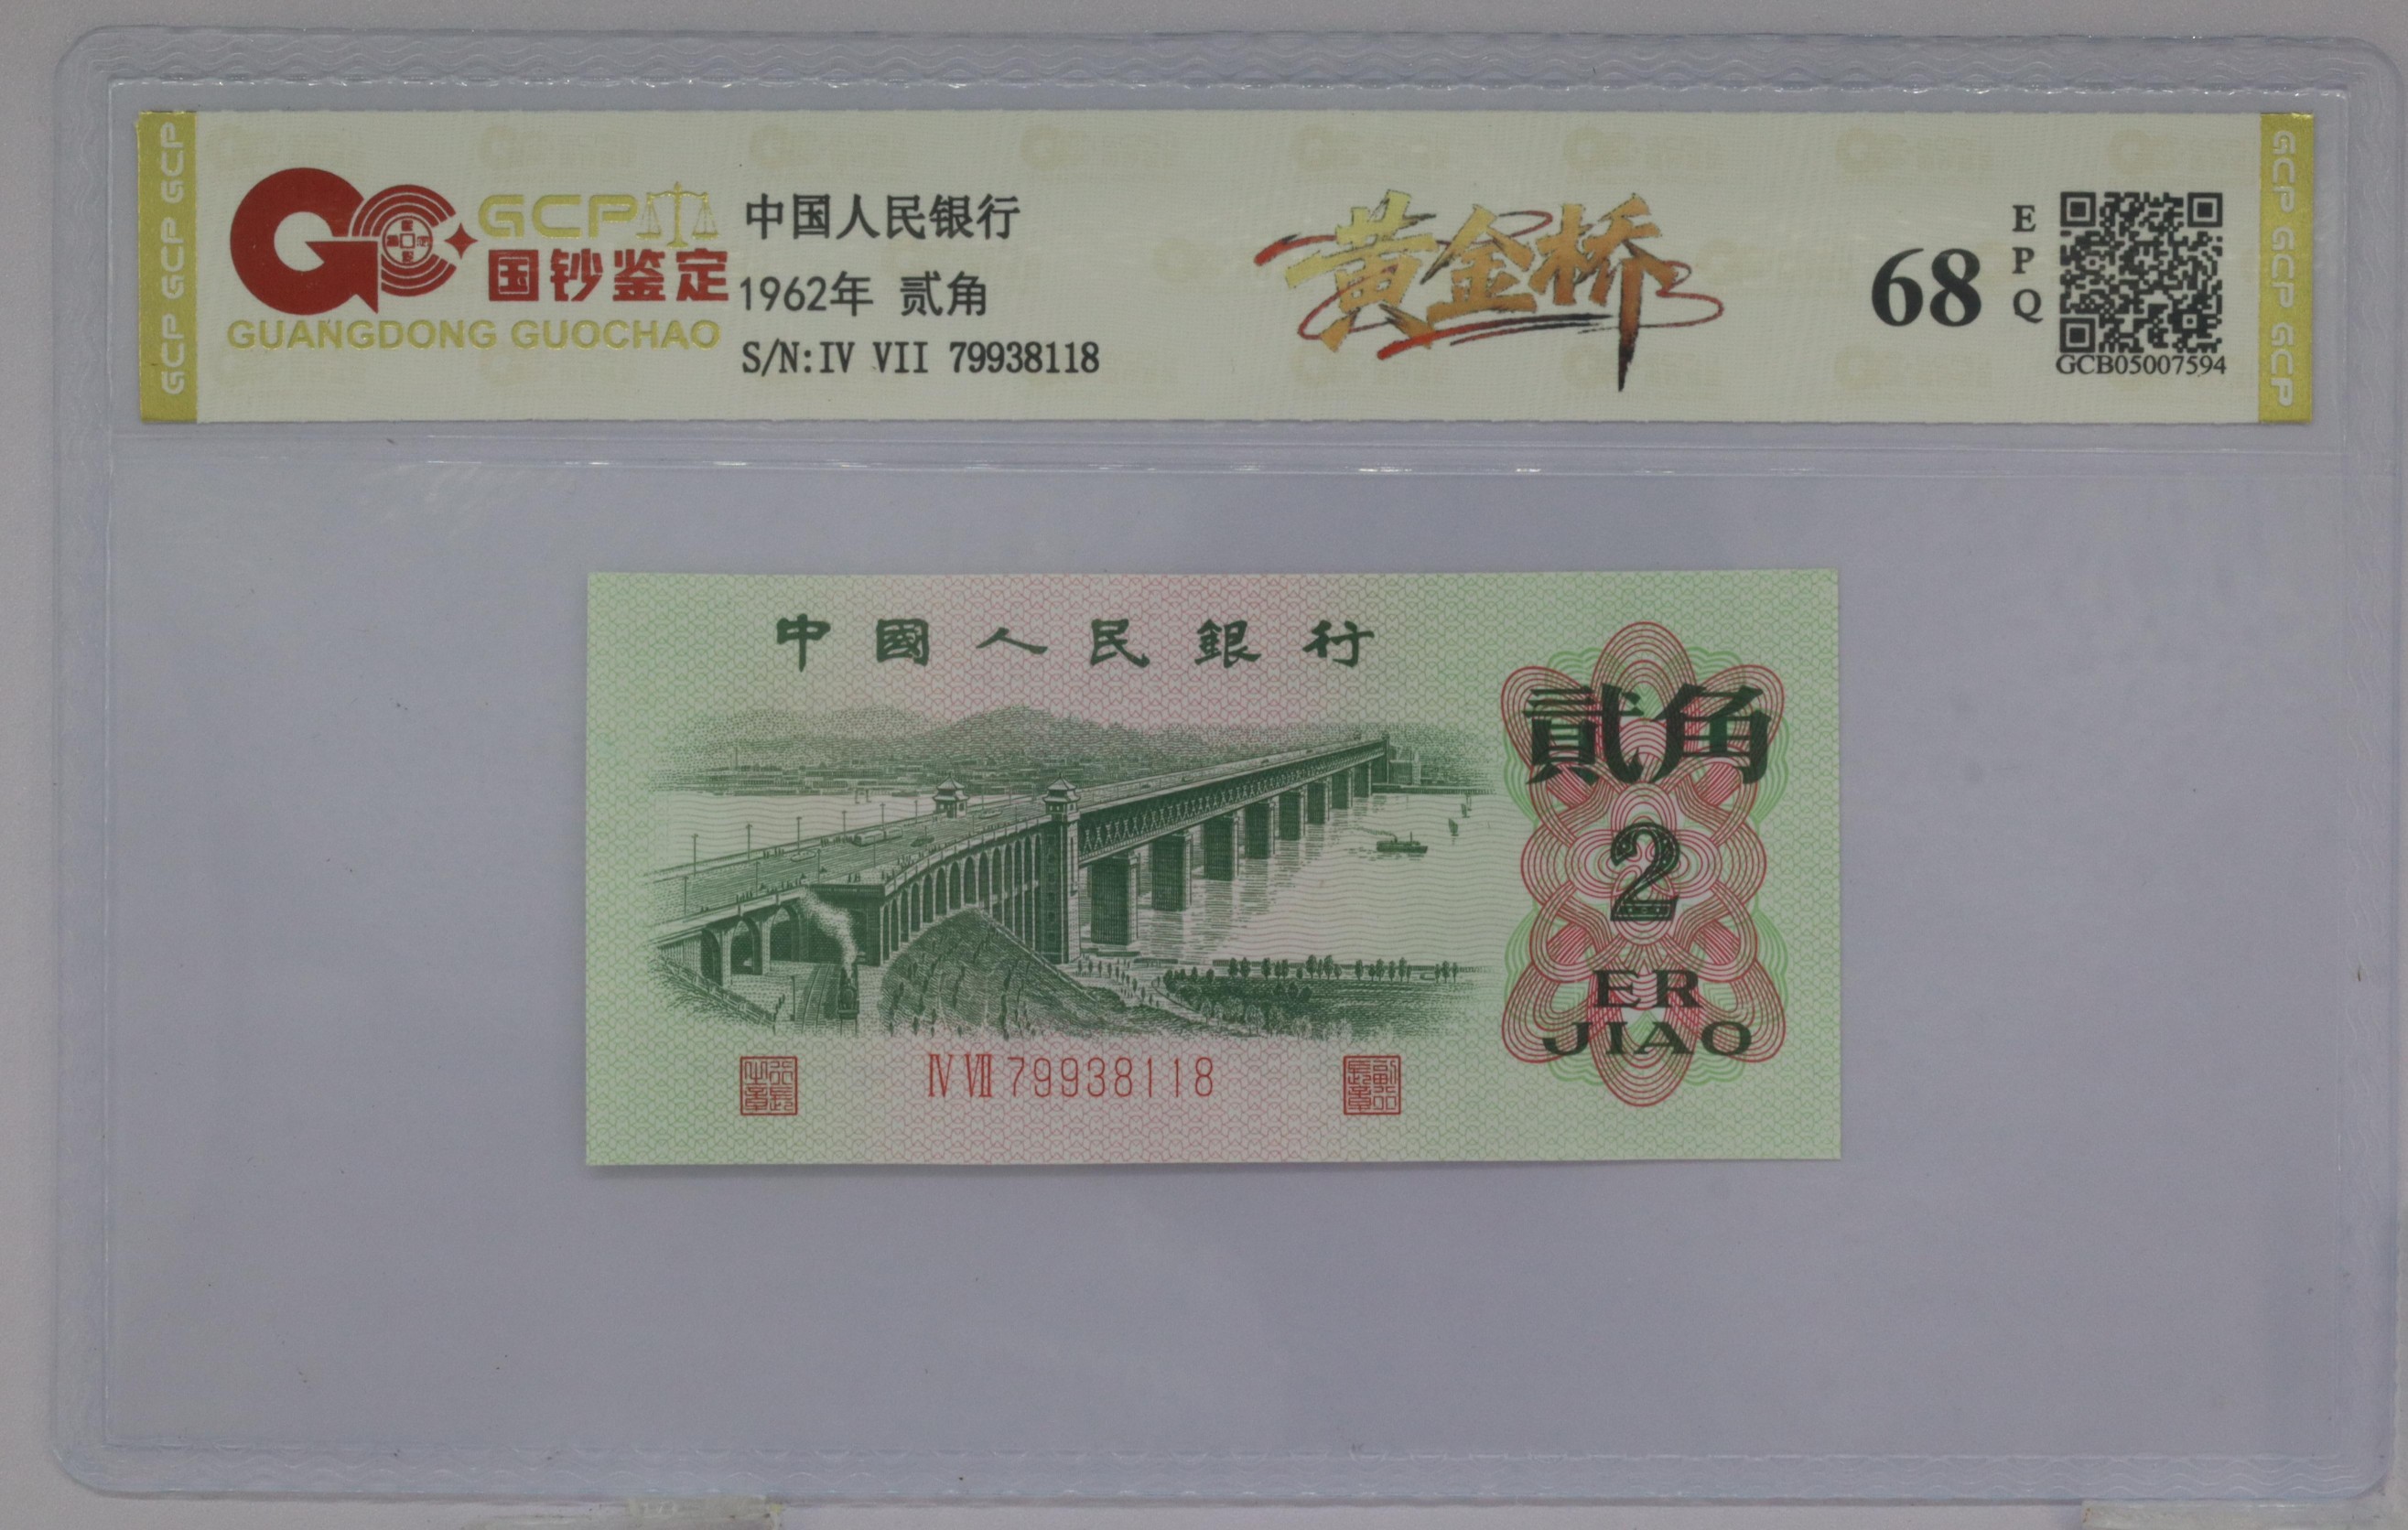 GCP GCP GCP
GCP
国钞鉴定
GUANGDONG GUOCHAO
中国人民银行
1962年 贰角
S/N:IV VII 79938118
黄金桥
68
EPQ
GCB05007594
GCP GCP GCP
中國人民銀行
貳角
2
ER
JIAO
IV VII 79938118